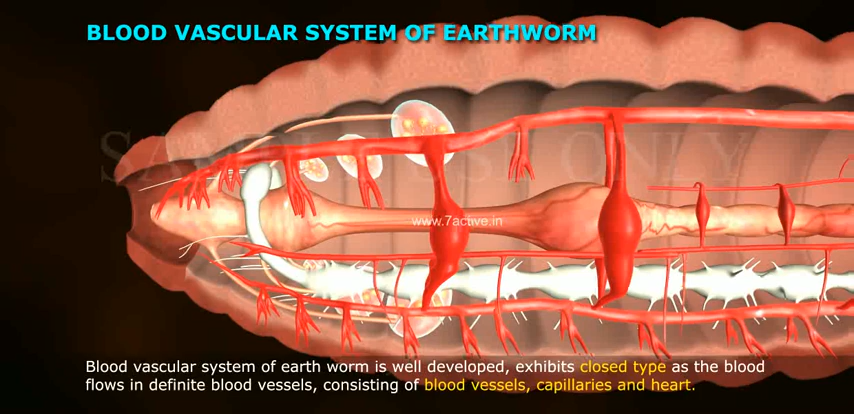 BLOOD VASCULAR SYSTEM OF EARTHWORM
www.7active.in
Blood vascular system of earth worm is well developed, exhibits closed type as the blood
flows in definite blood vessels, consisting of blood vessels, capillaries and heart.